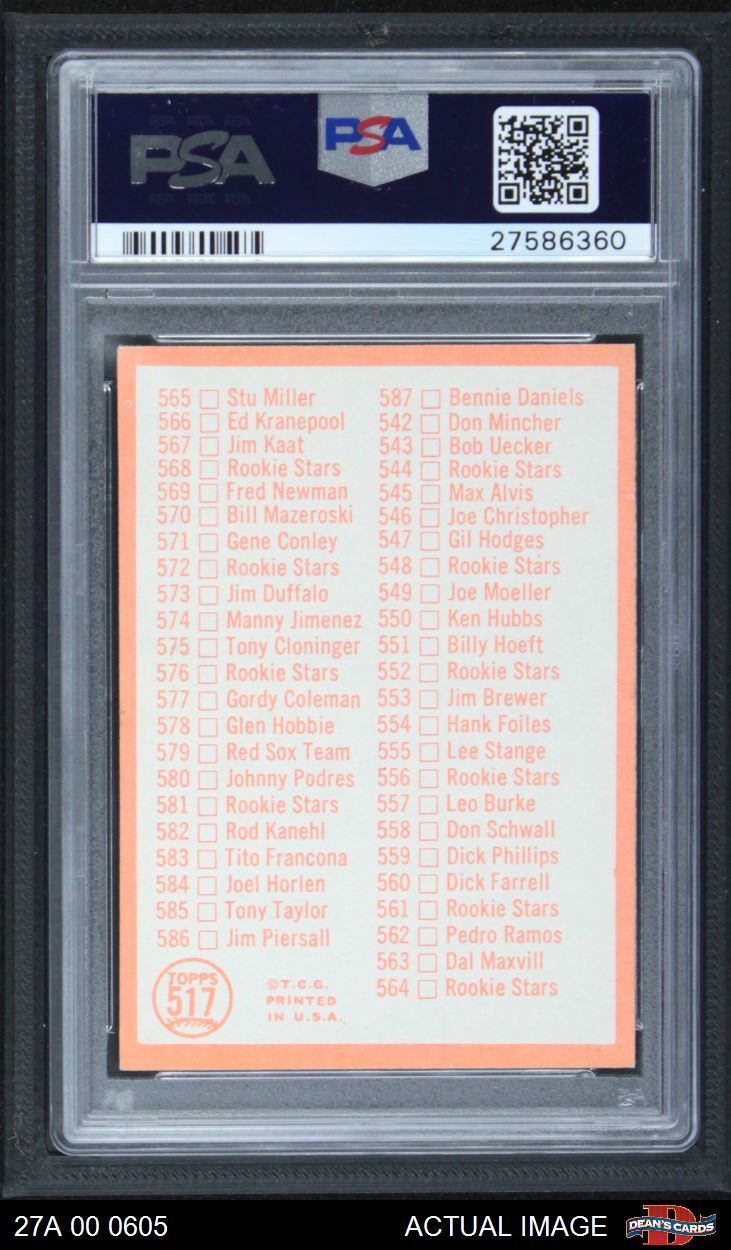 PSA PSA PSA
PSA
PSA PSA PSA
PSA
27586360
565 Stu Miller
566 Ed Kranepool
567 Jim Kaat
568 Rookie Stars
569 Fred Newman
570 Bill Mazeroski
571 Gene Conley
572 Rookie Stars
573 Jim Duffalo
574 Manny Jimenez
575 Tony Cloninger
576 Rookie Stars
577 Gordy Coleman
578 Glen Hobbie
579 Red Sox Team
580 Johnny Podres
581 Rookie Stars
582 Rod Kanehl
583 Tito Francona
584 Joel Horlen
585 Tony Taylor
586 Jim Piersall
587 Bennie Daniels
542 Don Mincher
543 Bob Uecker
544 Rookie Stars
545 Max Alvis
546 Joe Christopher
547 Gil Hodges
548 Rookie Stars
549 Joe Moeller
550 Ken Hubbs
551 Billy Hoeft
552 Rookie Stars
553 Jim Brewer
554 Hank Foiles
555 Lee Stange
556 Rookie Stars
557 Leo Burke
558 Don Schwall
559 Dick Phillips
560 Dick Farrell
561 Rookie Stars
562 Pedro Ramos
563 Dal Maxvill
564 Rookie Stars
TOPPS
517
©T.C.G.
PRINTED
IN U.S.A.
27A 00 0605
ACTUAL IMAGE
D
DEAN'S CARDS